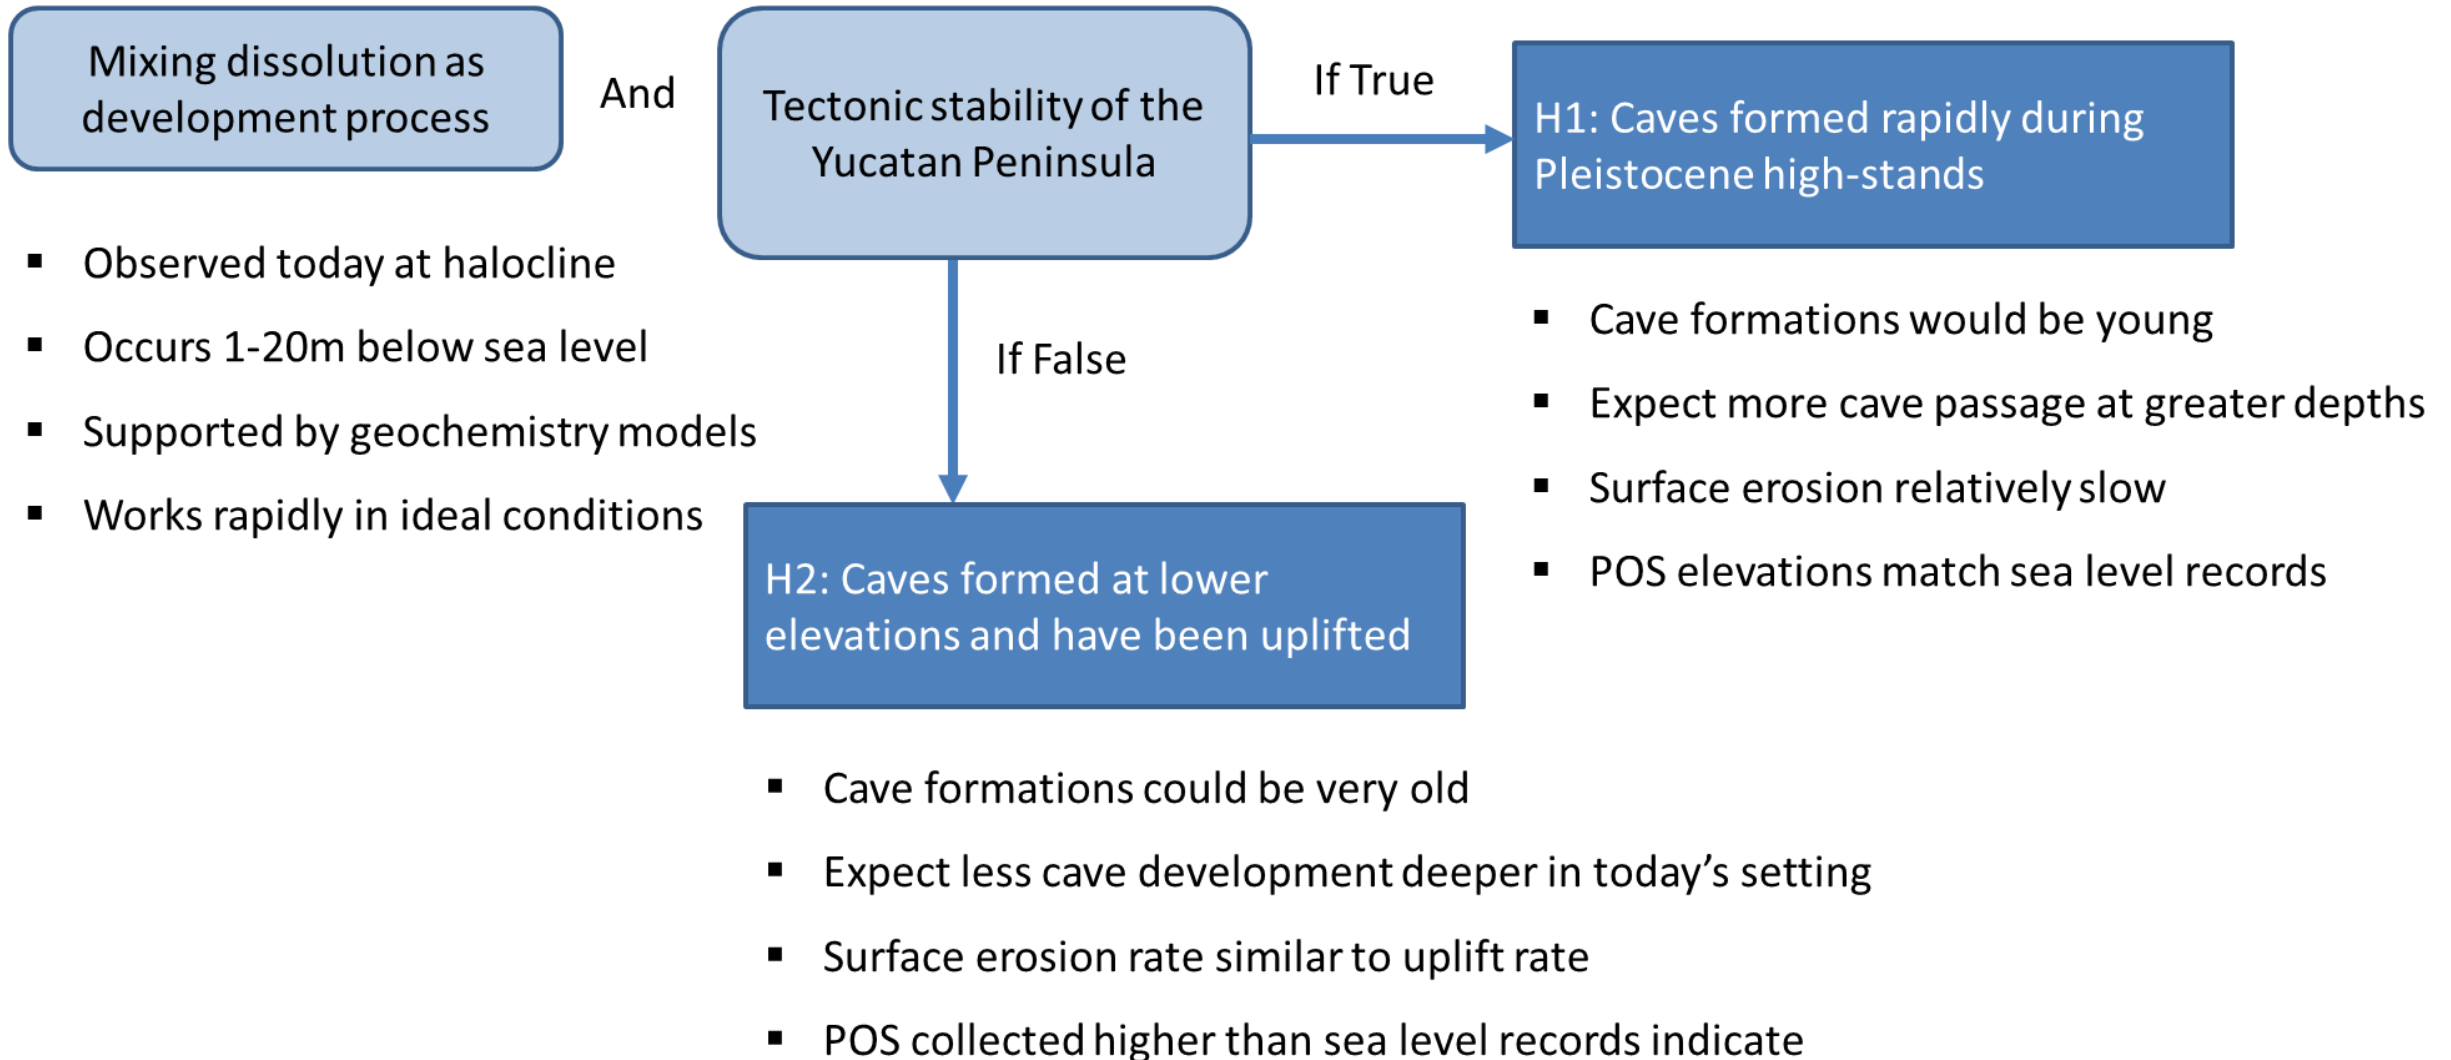 Mixing dissolution as
development process
And
Tectonic stability of the
Yucatan Peninsula
If True
H1: Caves formed rapidly during
Pleistocene high-stands
▪ Observed today at halocline
▪ Occurs 1-20m below sea level
▪ Supported by geochemistry models
▪ Works rapidly in ideal conditions
If False
▪ Cave formations would be young
▪ Expect more cave passage at greater depths
▪ Surface erosion relatively slow
▪ POS elevations match sea level records
H2: Caves formed at lower
elevations and have been uplifted
▪ Cave formations could be very old
▪ Expect less cave development deeper in today’s setting
▪ Surface erosion rate similar to uplift rate
▪ POS collected higher than sea level records indicate